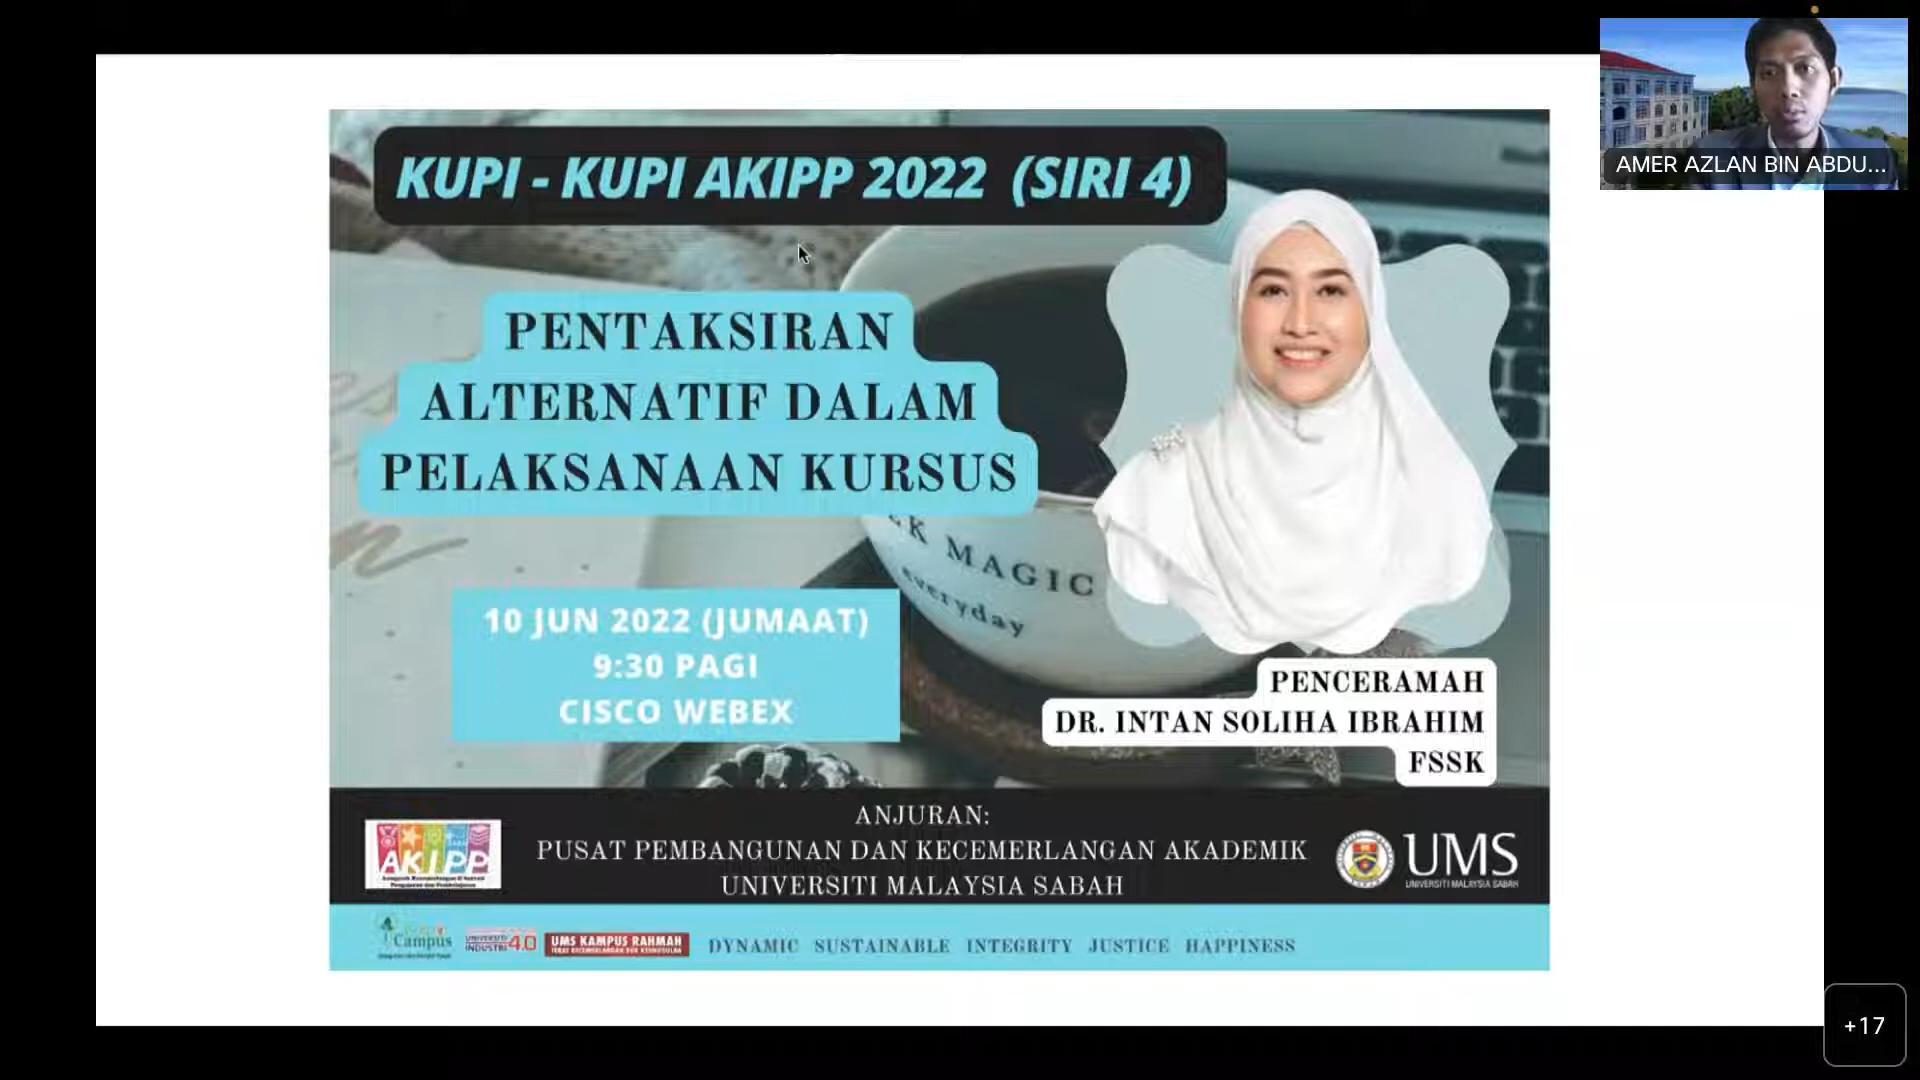 AMER AZLAN BIN ABDU...
KUPI - KUPI AKIPP 2022 (SIRI 4)
PENTAKSIRAN
ALTERNATIF DALAM
PELAKSANAAN KURSUS
MAGIC
everyday
10 JUN 2022 (JUMAAT)
9:30 PAGI
CISCO WEBEX
PENCERAMAH
DR. INTAN SOLIHA IBRAHIM
FSSK
ANJURAN:
PUSAT PEMBANGUNAN DAN KECEMERLANGAN AKADEMIK
UNIVERSITI MALAYSIA SABAH
AKIPP
UMS
UNIVERSITI MALAYSIA SABAH
Campus
UNIVERSITI
INDUSTRI 4.0
UMS KAMPUS RAHMAH
DYNAMIC SUSTAINABLE INTEGRITY JUSTICE HAPPINESS
+17